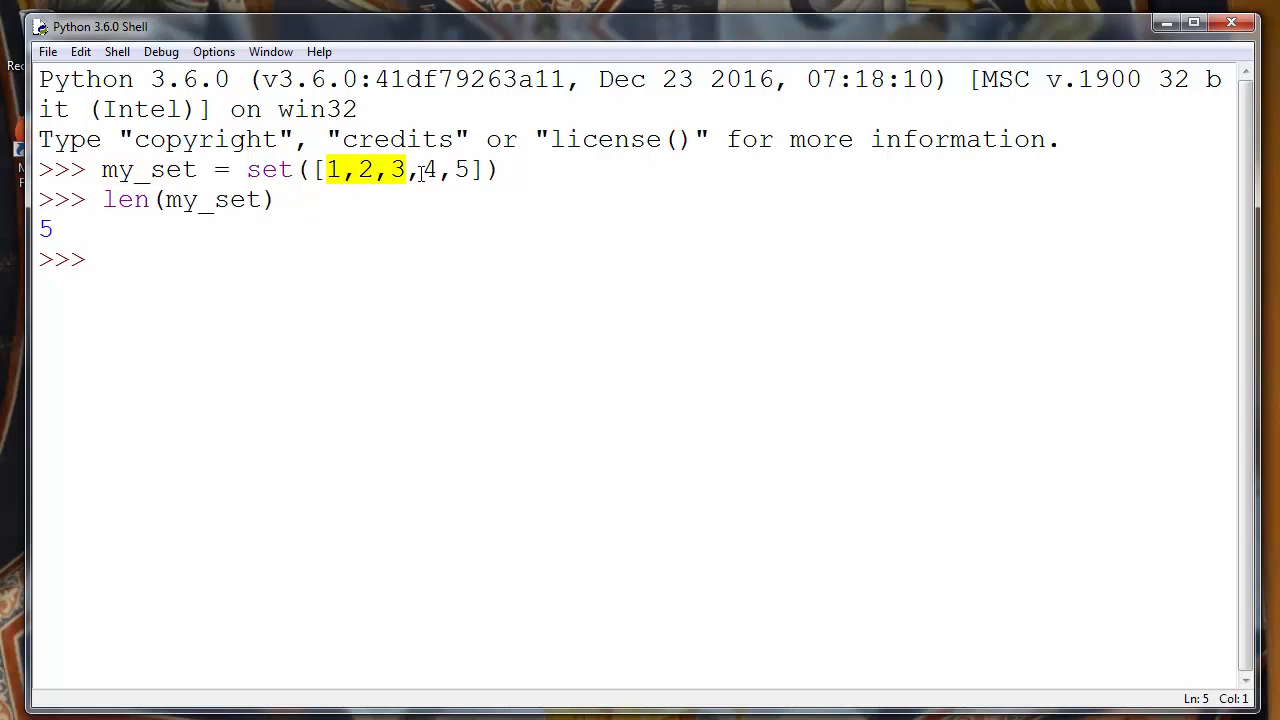 Python 3.6.0 Shell
File Edit Shell Debug Options Window Help
Python 3.6.0 (v3.6.0:41df79263a11, Dec 23 2016, 07:18:10) [MSC v.1900 32 b
it (Intel)] on win32
Type "copyright", "credits" or "license()" for more information.
>>> my_set = set([1,2,3,4,5])
>>> len(my_set)
5
>>>
Ln: 5 Col: 1